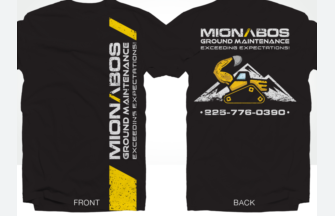 MIONABOS
GROUND MAINTENANCE
EXCEEDING EXPECTATIONS!
FRONT
MIONABOS
GROUND MAINTENANCE
EXCEEDING EXPECTATIONS!
• 225-776-0390 •
BACK